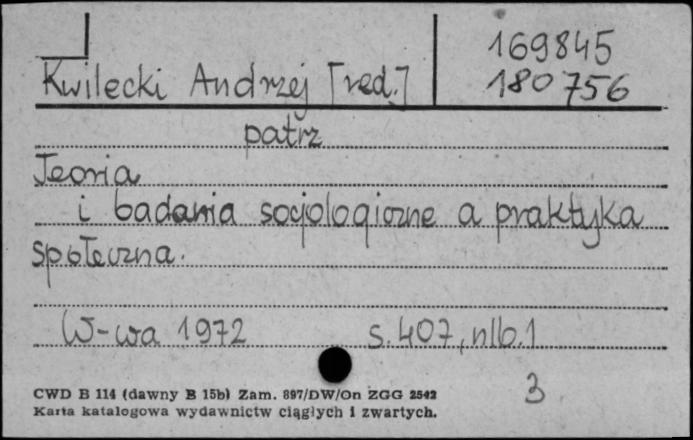 169845
Kwilecki Andrzej [red.]
180756
patrz
Teoria
i badania socjologiczne a praktyka
społeczna.
W-wa 1972 s. 407, nlb. 1
3
CWD B 114 (dawny B 15b) Zam. 897/DW/On ZGG 2542
Karta katalogowa wydawnictw ciągłych i zwartych.